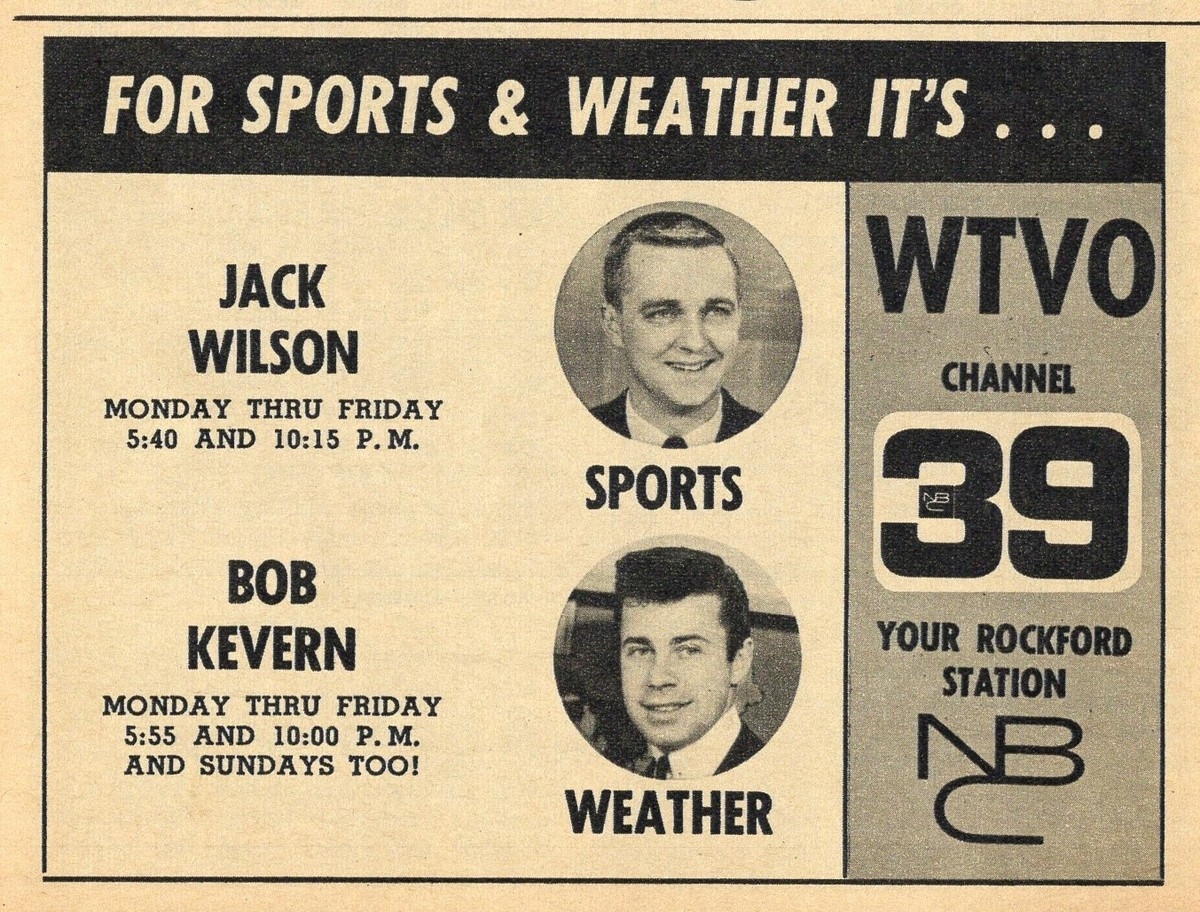 FOR SPORTS & WEATHER IT'S . . .
JACK
WILSON
MONDAY THRU FRIDAY
5:40 AND 10:15 P. M.
SPORTS
BOB
KEVERN
MONDAY THRU FRIDAY
5:55 AND 10:00 P. M.
AND SUNDAYS TOO!
WEATHER
WTVO
CHANNEL
39
NBC
YOUR ROCKFORD
STATION
NBC